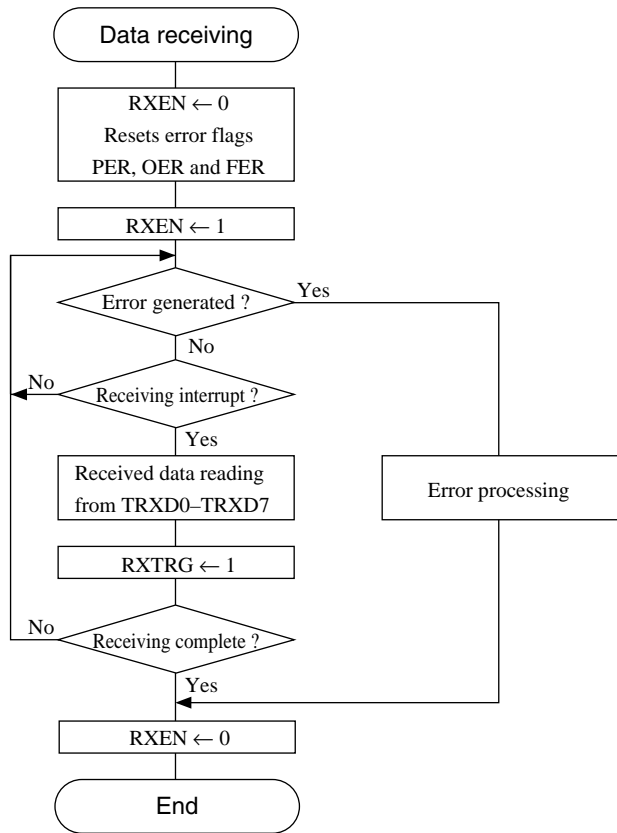 Data receiving
RXEN ← 0
Resets error flags
PER, OER and FER
RXEN ← 1
Error generated ?
Yes
No
Receiving interrupt ?
No
Yes
Received data reading
from TRXD0–TRXD7
Error processing
RXTRG ← 1
Receiving complete ?
No
Yes
RXEN ← 0
End